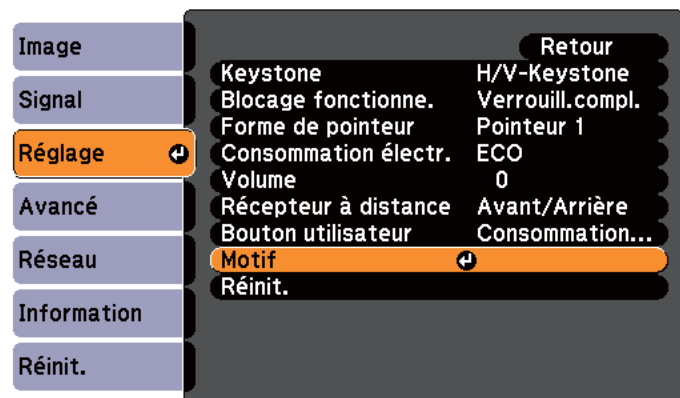 Image
Signal
Réglage
Avancé
Réseau
Information
Réinit.
Retour
Keystone H/V-Keystone
Blocage fonctionne. Verrouill.compl.
Forme de pointeur Pointeur 1
Consommation électr. ECO
Volume 0
Récepteur à distance Avant/Arrière
Bouton utilisateur Consommation...
Motif
Réinit.